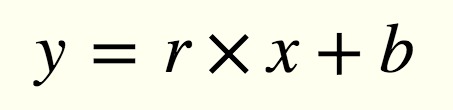 y = r × x + b